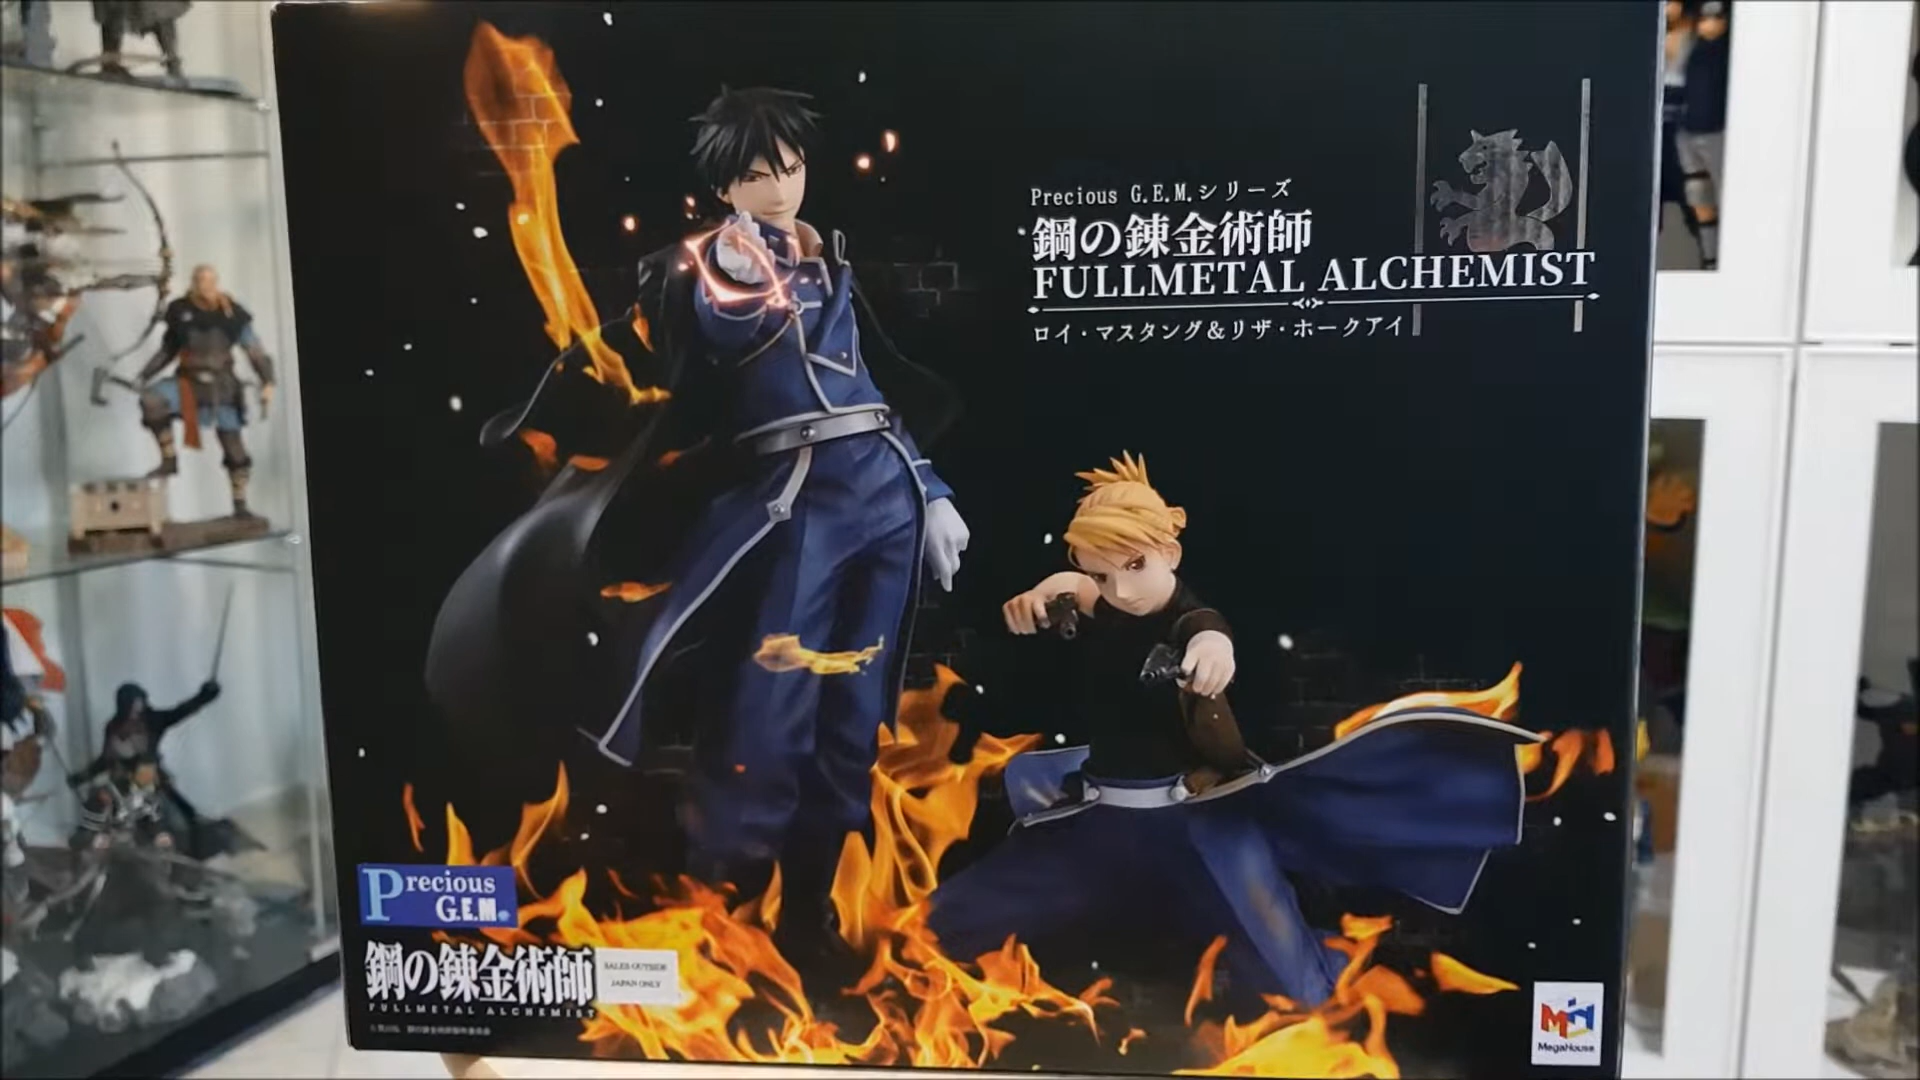 Precious G.E.M.シリーズ
鋼の錬金術師
FULLMETAL ALCHEMIST
ロイ・マスタング&リザ・ホークアイ
Precious
G.E.M.
鋼の錬金術師
FULLMETAL ALCHEMIST
SALES OUTSIDE
JAPAN ONLY
MegaHouse